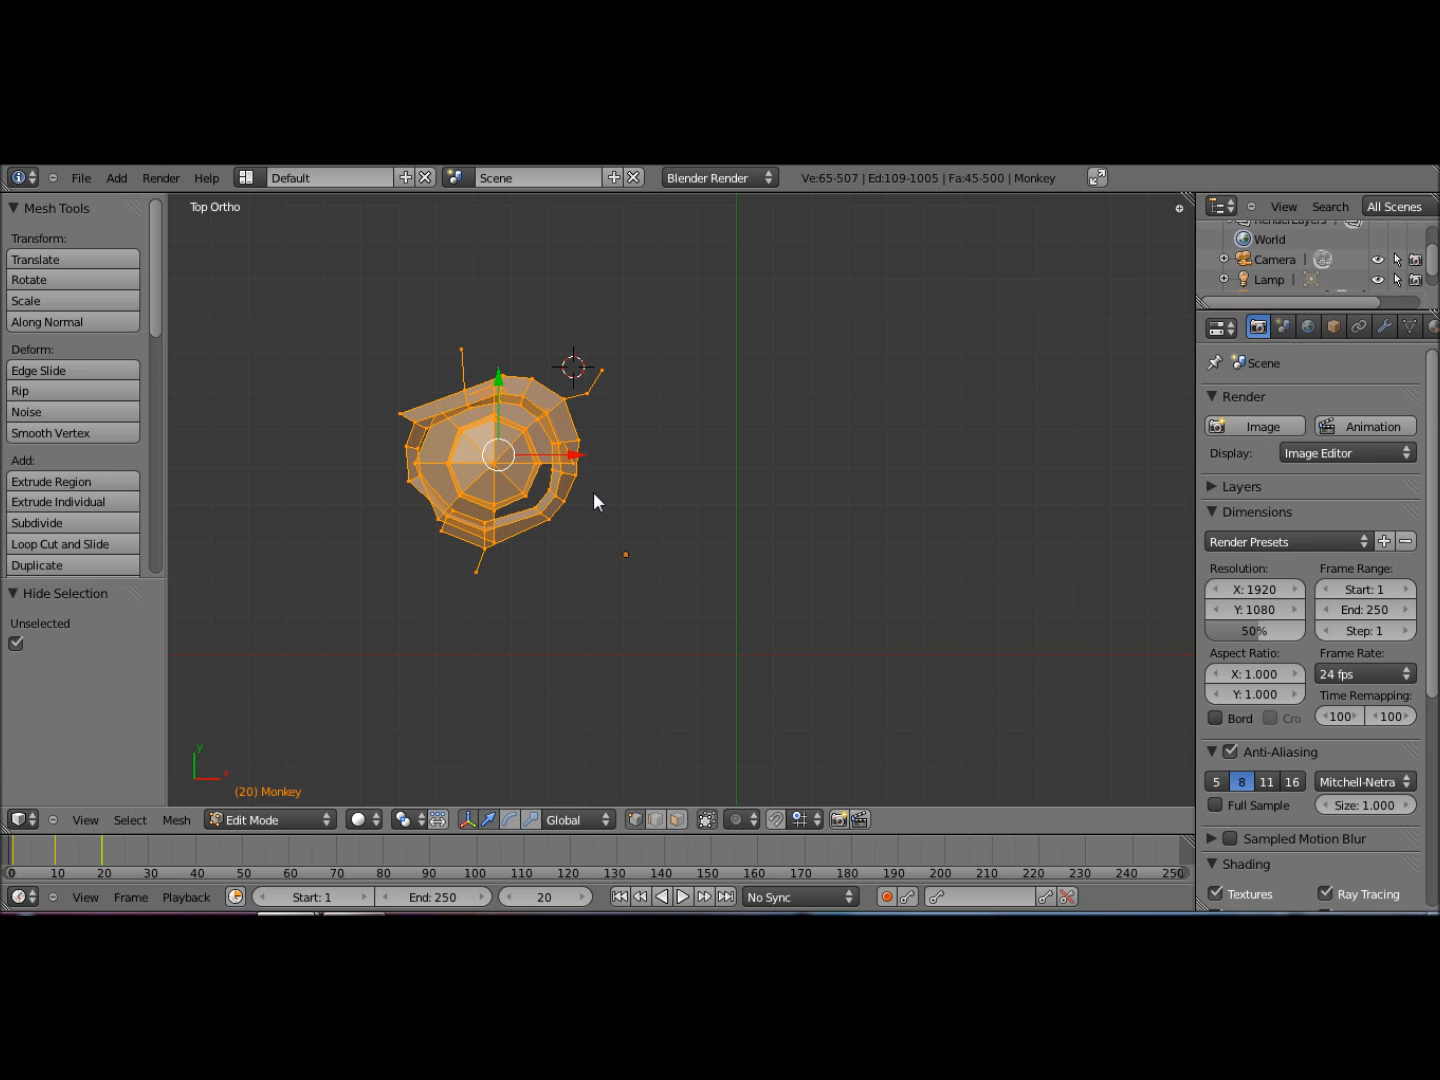 File Add Render Help Default Scene Blender Render Ve:65-507 | Ed:109-1005 | Fa:45-500 | Monkey
Mesh Tools
Transform:
Translate
Rotate
Scale
Along Normal
Deform:
Edge Slide
Rip
Noise
Smooth Vertex
Add:
Extrude Region
Extrude Individual
Subdivide
Loop Cut and Slide
Duplicate
Hide Selection
Unselected
Top Ortho
y
x
(20) Monkey
View Select Mesh Edit Mode Global
0 10 20 30 40 50 60 70 80 90 100 110 120 130 140 150 160 170 180 190 200 210 220 230 240 250
View Frame Playback Start: 1 End: 250 20 No Sync
View Search All Scenes
RenderLayers
World
Camera
Lamp
Scene
Render
Image Animation
Display: Image Editor
Layers
Dimensions
Render Presets
Resolution: Frame Range:
X: 1920 Start: 1
Y: 1080 End: 250
50% Step: 1
Aspect Ratio: Frame Rate:
X: 1.000 24 fps
Y: 1.000 Time Remapping:
Bord Cro 100 100
Anti-Aliasing
5 8 11 16 Mitchell-Netra
Full Sample Size: 1.000
Sampled Motion Blur
Shading
Textures Ray Tracing